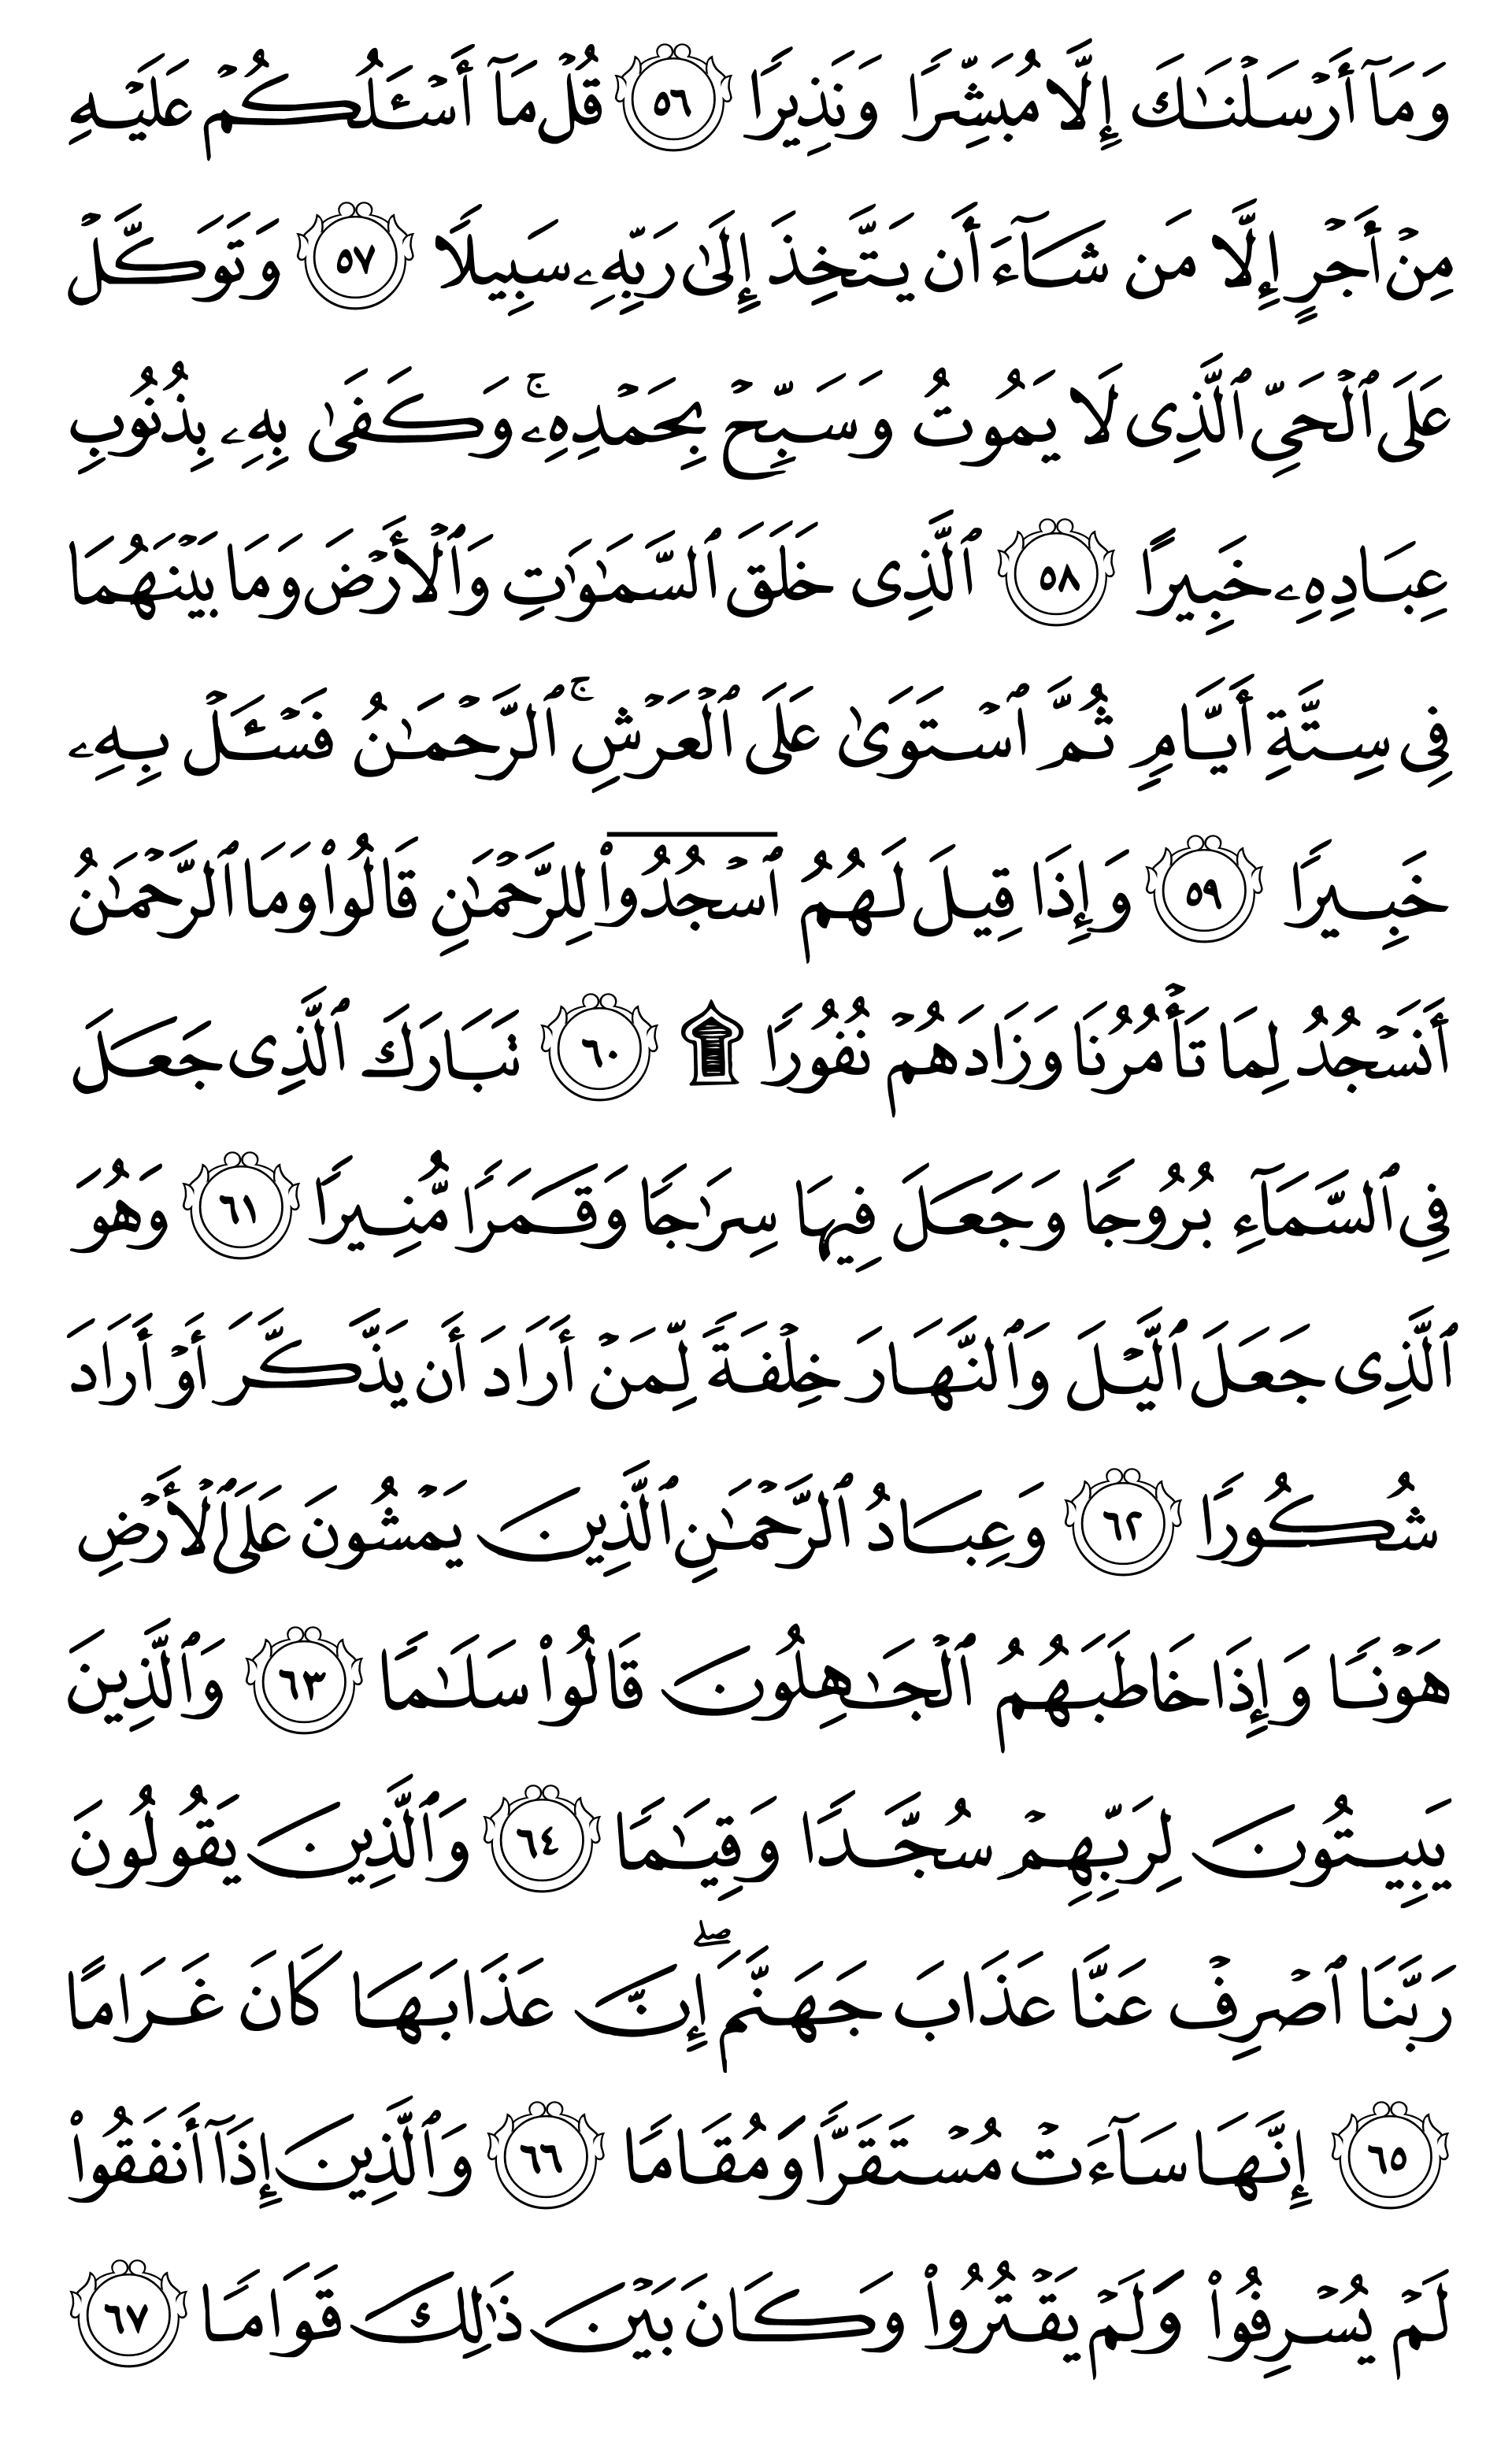 وَمَآ أَرْسَلْنَٰكَ إِلَّا مُبَشِّرًا وَنَذِيرًا ٥٦ قُلْ مَآ أَسْـَٔلُكُمْ عَلَيْهِ
مِنْ أَجْرٍ إِلَّا مَن شَآءَ أَن يَتَّخِذَ إِلَىٰ رَبِّهِۦ سَبِيلًا ٥٧ وَتَوَكَّلْ
عَلَى ٱلْحَىِّ ٱلَّذِى لَا يَمُوتُ وَسَبِّحْ بِحَمْدِهِۦ ۚ وَكَفَىٰ بِهِۦ بِذُنُوبِ
عِبَادِهِۦ خَبِيرًا ٥٨ ٱلَّذِى خَلَقَ ٱلسَّمَٰوَٰتِ وَٱلْأَرْضَ وَمَا بَيْنَهُمَا
فِى سِتَّةِ أَيَّامٍ ثُمَّ ٱسْتَوَىٰ عَلَى ٱلْعَرْشِ ۚ ٱلرَّحْمَٰنُ فَسْـَٔلْ بِهِۦ
خَبِيرًا ٥٩ وَإِذَا قِيلَ لَهُمُ ٱسْجُدُوا۟ لِلرَّحْمَٰنِ قَالُوا۟ وَمَا ٱلرَّحْمَٰنُ
أَنَسْجُدُ لِمَا تَأْمُرُنَا وَزَادَهُمْ نُفُورًا ۩ ٦٠ تَبَارَكَ ٱلَّذِى جَعَلَ
فِى ٱلسَّمَآءِ بُرُوجًا وَجَعَلَ فِيهَا سِرَٰجًا وَقَمَرًا مُّنِيرًا ٦١ وَهُوَ
ٱلَّذِى جَعَلَ ٱلَّيْلَ وَٱلنَّهَارَ خِلْفَةً لِّمَنْ أَرَادَ أَن يَذَّكَّرَ أَوْ أَرَادَ
شُكُورًا ٦٢ وَعِبَادُ ٱلرَّحْمَٰنِ ٱلَّذِينَ يَمْشُونَ عَلَى ٱلْأَرْضِ
هَوْنًا وَإِذَا خَاطَبَهُمُ ٱلْجَٰهِلُونَ قَالُوا۟ سَلَٰمًا ٦٣ وَٱلَّذِينَ
يَبِيتُونَ لِرَبِّهِمْ سُجَّدًا وَقِيَٰمًا ٦٤ وَٱلَّذِينَ يَقُولُونَ
رَبَّنَا ٱصْرِفْ عَنَّا عَذَابَ جَهَنَّمَ ۖ إِنَّ عَذَابَهَا كَانَ غَرَامًا
٦٥ إِنَّهَا سَآءَتْ مُسْتَقَرًّا وَمُقَامًا ٦٦ وَٱلَّذِينَ إِذَآ أَنفَقُوا۟
لَمْ يُسْرِفُوا۟ وَلَمْ يَقْتُرُوا۟ وَكَانَ بَيْنَ ذَٰلِكَ قَوَامًا ٦٧